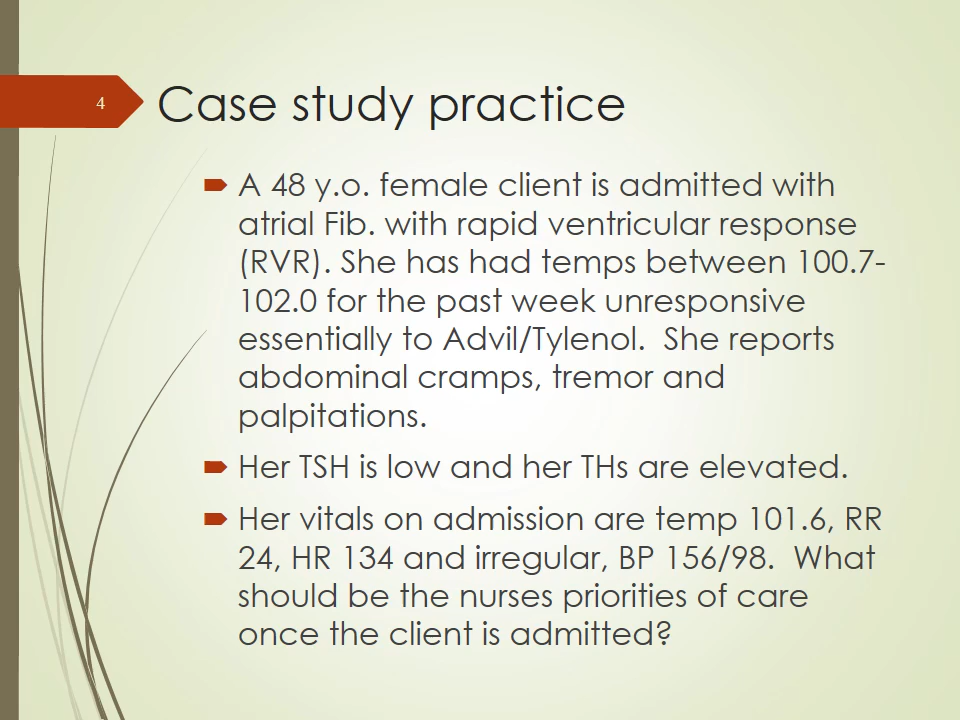 4
Case study practice
A 48 y.o. female client is admitted with
atrial Fib. with rapid ventricular response
(RVR). She has had temps between 100.7-
102.0 for the past week unresponsive
essentially to Advil/Tylenol.  She reports
abdominal cramps, tremor and
palpitations.
Her TSH is low and her THs are elevated.
Her vitals on admission are temp 101.6, RR
24, HR 134 and irregular, BP 156/98.  What
should be the nurses priorities of care
once the client is admitted?